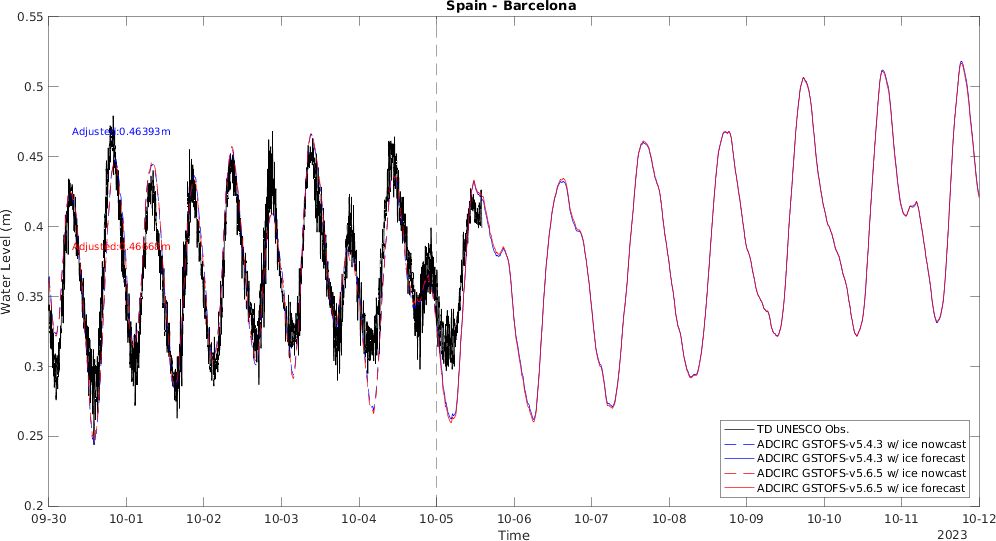 Spain - Barcelona
0.55
0.5
0.45
0.4
0.35
0.3
0.25
0.2
Water Level (m)
Adjusted:0.46393m
TD UNESCO Obs.
ADCIRC GSTOFS-v5.4.3 w/ ice nowcast
ADCIRC GSTOFS-v5.4.3 w/ ice forecast
ADCIRC GSTOFS-v5.6.5 w/ ice nowcast
ADCIRC GSTOFS-v5.6.5 w/ ice forecast
09-30 10-01 10-02 10-03 10-04 10-05 10-06 10-07 10-08 10-09 10-10 10-11 10-12
Time
2023